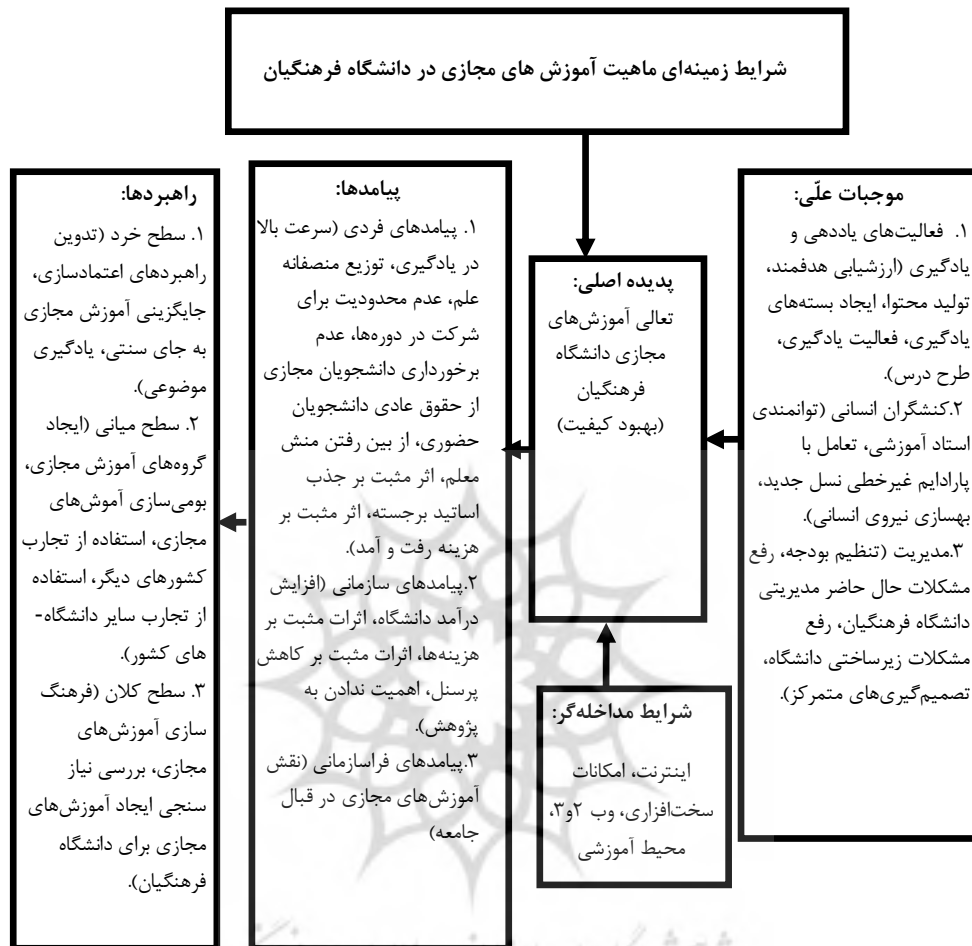 شرایط زمینه‌ای ماهیت آموزش های مجازی در دانشگاه فرهنگیان
موجبات علّی:
۱. فعالیت‌های یاددهی و
یادگیری (ارزشیابی هدفمند،
تولید محتوا، ایجاد بسته‌های
یادگیری، فعالیت یادگیری،
طرح درس).
۲.کنشگران انسانی (توانمندی
استاد آموزشی، تعامل با
پارادایم غیرخطی نسل جدید،
بهسازی نیروی انسانی).
۳.مدیریت (تنظیم بودجه، رفع
مشکلات حال حاضر مدیریتی
دانشگاه فرهنگیان، رفع
مشکلات زیرساختی دانشگاه،
تصمیم‌گیری‌های متمرکز).
پدیده اصلی:
تعالی آموزش‌های
مجازی دانشگاه
فرهنگیان
(بهبود کیفیت)
شرایط مداخله‌گر:
اینترنت، امکانات
سخت‌افزاری، وب ۲و۳،
محیط آموزشی
پیامدها:
۱. پیامدهای فردی (سرعت بالا
در یادگیری، توزیع منصفانه
علم، عدم محدودیت برای
شرکت در دوره‌ها، عدم
برخورداری دانشجویان مجازی
از حقوق عادی دانشجویان
حضوری، از بین رفتن منش
معلم، اثر مثبت بر جذب
اساتید برجسته، اثر مثبت بر
هزینه رفت و آمد).
۲.پیامدهای سازمانی (افزایش
درآمد دانشگاه، اثرات مثبت بر
هزینه‌ها، اثرات مثبت بر کاهش
پرسنل، اهمیت ندادن به
پژوهش).
۳.پیامدهای فراسازمانی (نقش
آموزش‌های مجازی در قبال
جامعه)
راهبردها:
۱. سطح خرد (تدوین
راهبردهای اعتمادسازی،
جایگزینی آموزش مجازی
به جای سنتی، یادگیری
موضوعی).
۲. سطح میانی (ایجاد
گروه‌های آموزش مجازی،
بومی‌سازی آموش‌های
مجازی، استفاده از تجارب
کشورهای دیگر، استفاده
از تجارب سایر دانشگاه-
های کشور).
۳. سطح کلان (فرهنگ
سازی آموزش‌های
مجازی، بررسی نیاز
سنجی ایجاد آموزش‌های
مجازی برای دانشگاه
فرهنگیان).